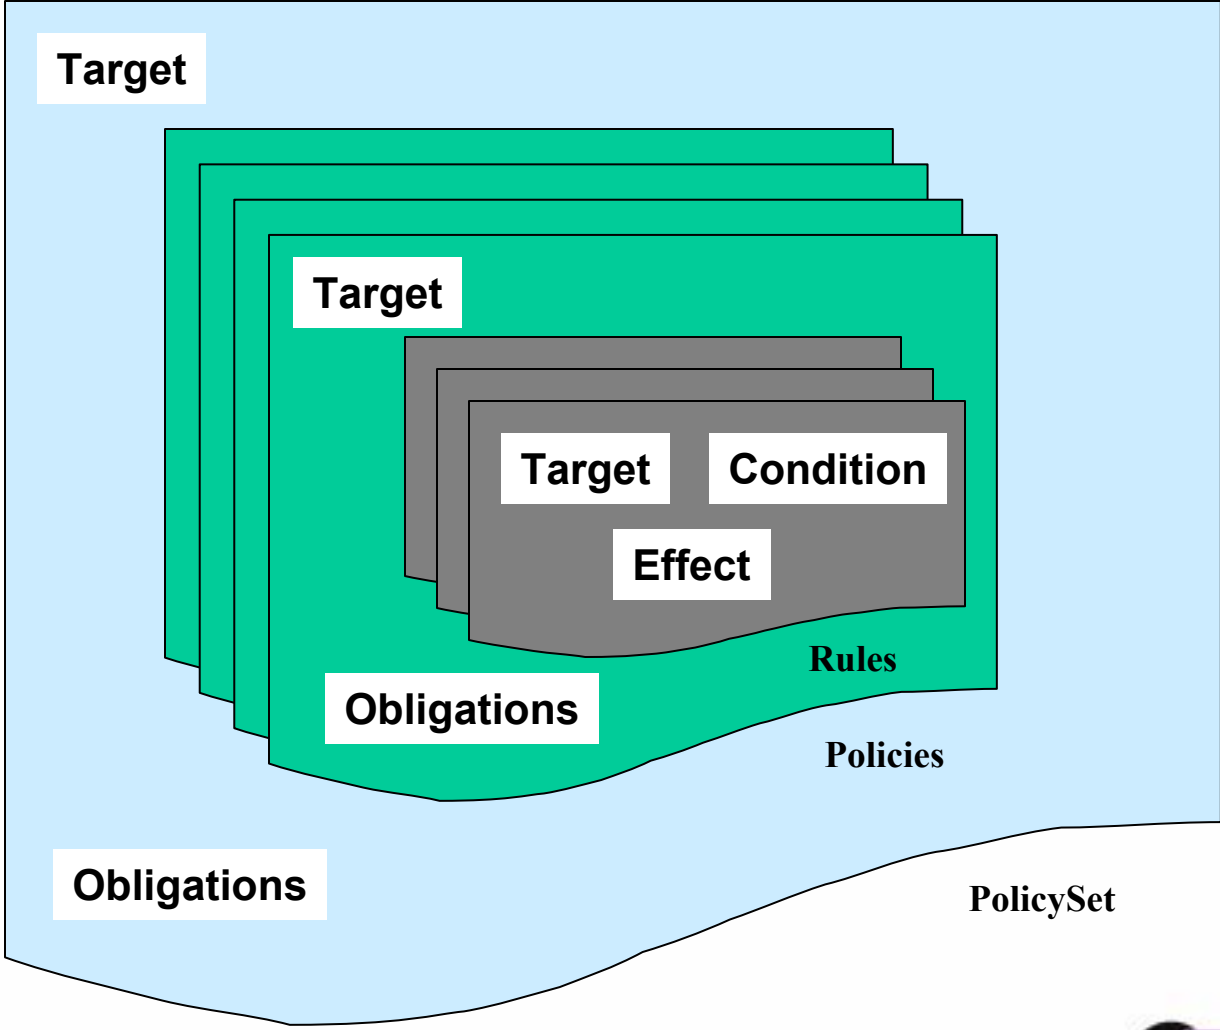 Target
Target
Target Condition
Effect
Rules
Obligations
Policies
Obligations
PolicySet